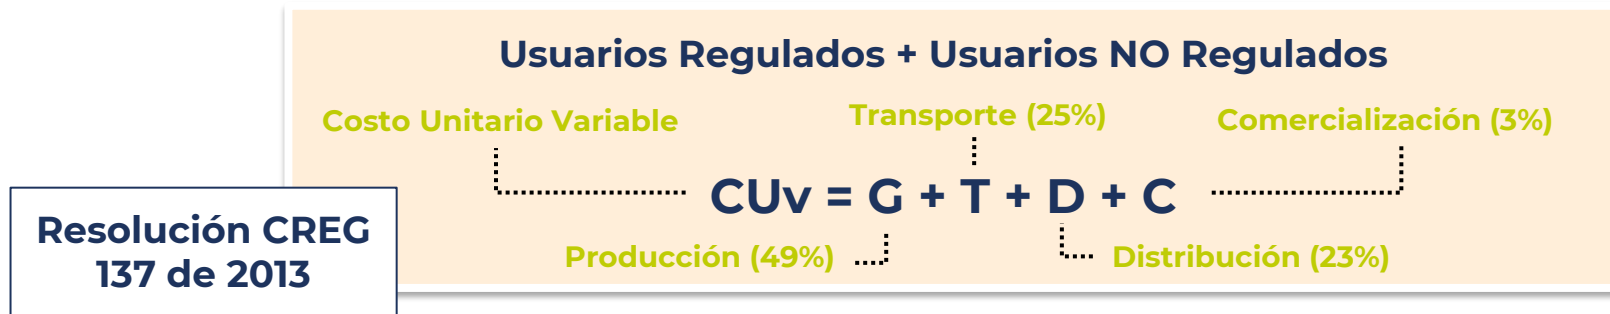 Usuarios Regulados + Usuarios NO Regulados
Costo Unitario Variable
Transporte (25%)
Comercialización (3%)
CUv = G + T + D + C
Producción (49%)
Distribución (23%)
Resolución CREG
137 de 2013